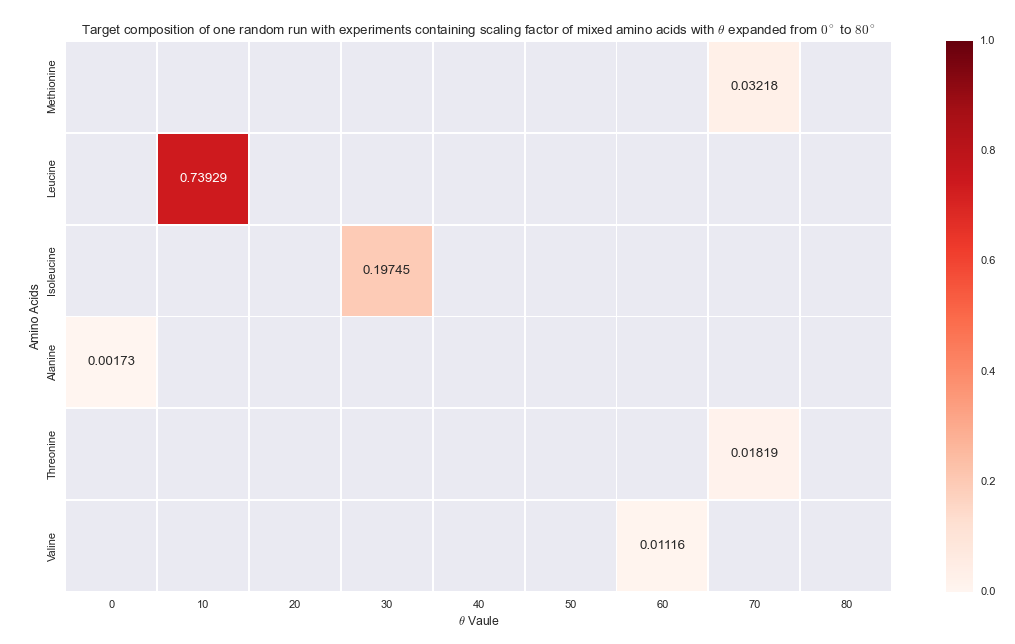 Target composition of one random run with experiments containing scaling factor of mixed amino acids with θ expanded from 0° to 80°
Amino Acids
Methionine
0.03218
Leucine
0.73929
Isoleucine
0.19745
Alanine
0.00173
Threonine
0.01819
Valine
0.01116
0 10 20 30 40 50 60 70 80
θ Vaule
1.0
0.8
0.6
0.4
0.2
0.0